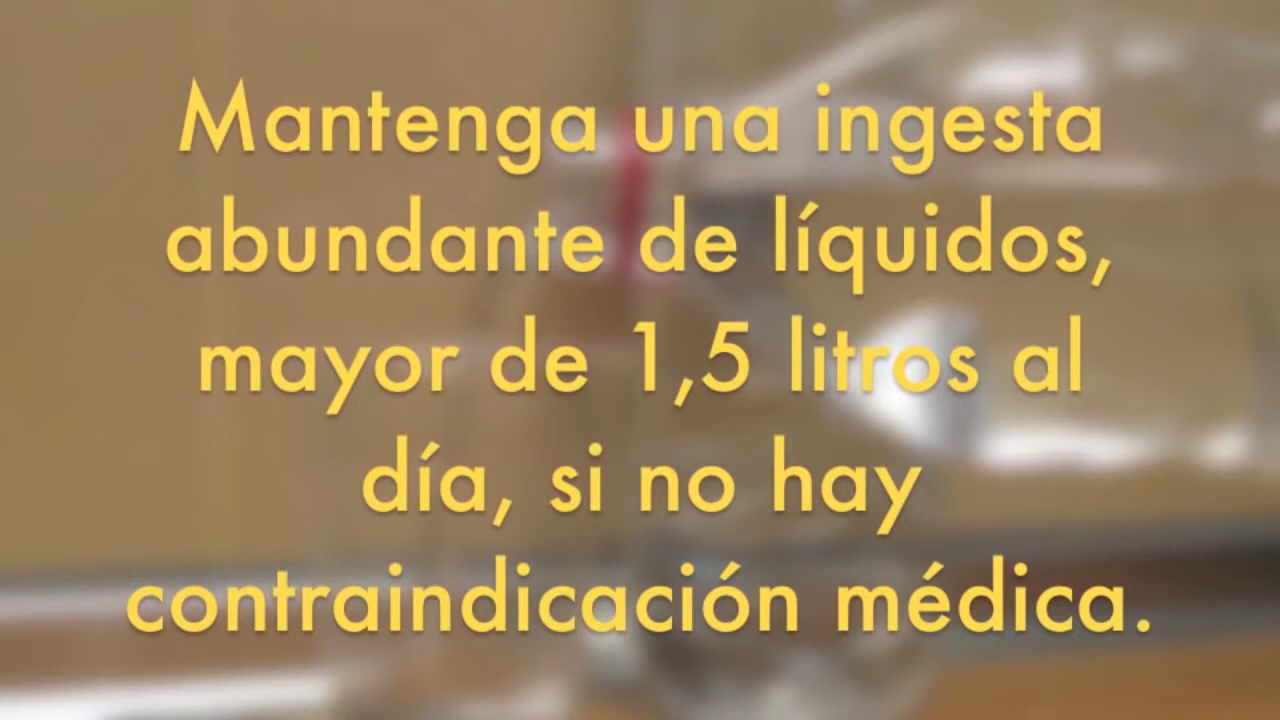 Mantenga una ingesta
abundante de líquidos,
mayor de 1,5 litros al
día, si no hay
contraindicación médica.